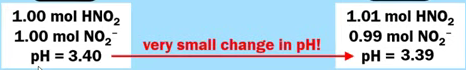 1.00 mol HNO₂
1.00 mol NO₂⁻
pH = 3.40
very small change in pH!
1.01 mol HNO₂
0.99 mol NO₂⁻
pH = 3.39